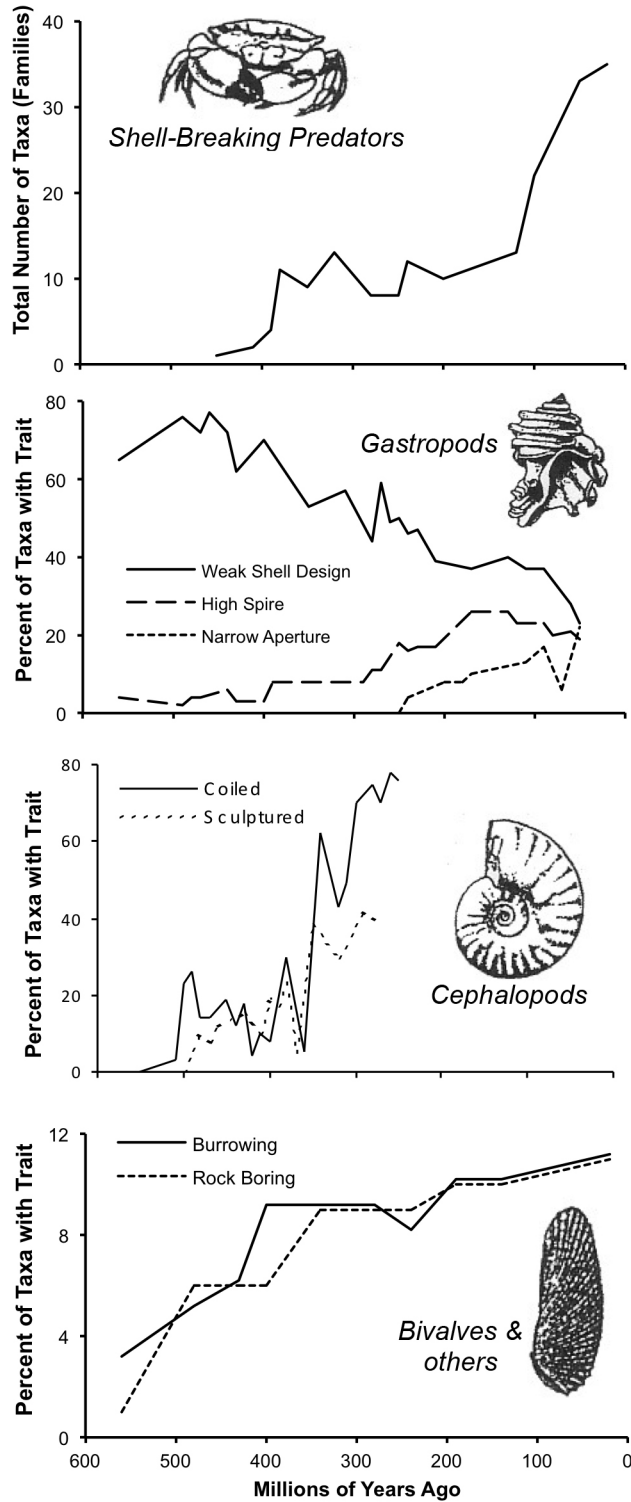 Total Number of Taxa (Families)
40
30
20
10
0
Shell-Breaking Predators
Percent of Taxa with Trait
80
60
40
20
0
Gastropods
Weak Shell Design
High Spire
Narrow Aperture
Percent of Taxa with Trait
80
60
40
20
0
Coiled
Sculptured
Cephalopods
Percent of Taxa with Trait
12
8
4
0
Burrowing
Rock Boring
Bivalves &
others
600 500 400 300 200 100 0
Millions of Years Ago